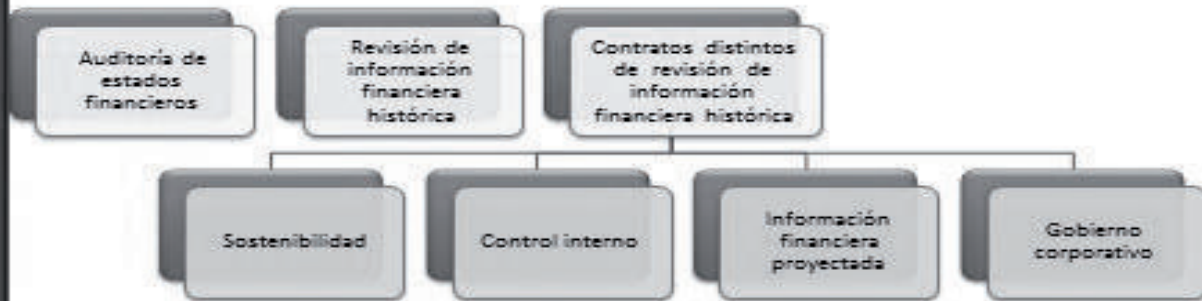 Auditoría de
estados
financieros
Revisión de
información
financiera
histórica
Contratos distintos
de revisión de
información
financiera histórica
Sostenibilidad
Control interno
Información
financiera
proyectada
Gobierno
corporativo